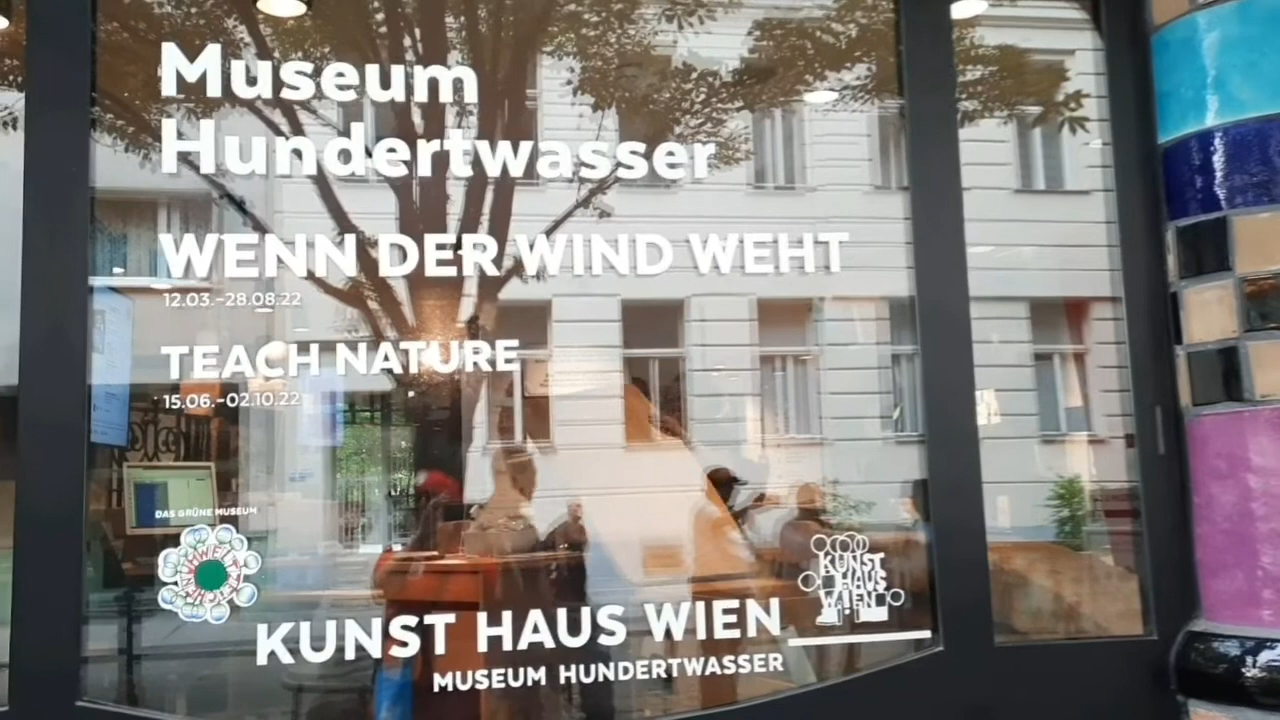 Museum
Hundertwasser
WENN DER WIND WEHT
12.03.–28.08.22
TEACH NATURE
15.06.–02.10.22
DAS GRÜNE MUSEUM
UMWELTZEICHEN
KUNST
HAUS
WIEN
KUNST HAUS WIEN
MUSEUM HUNDERTWASSER